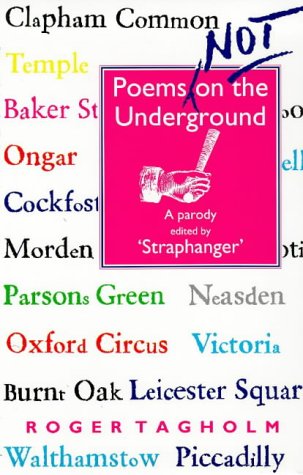 Clapham Common
NOT
Temple
Poems on the
Underground
Baker St
Ongar
A parody
edited by
'Straphanger'
Cockfost
Morden
Parsons Green Neasden
Oxford Circus Victoria
Burnt Oak Leicester Squar
ROGER TAGHOLM
Walthamstow Piccadilly